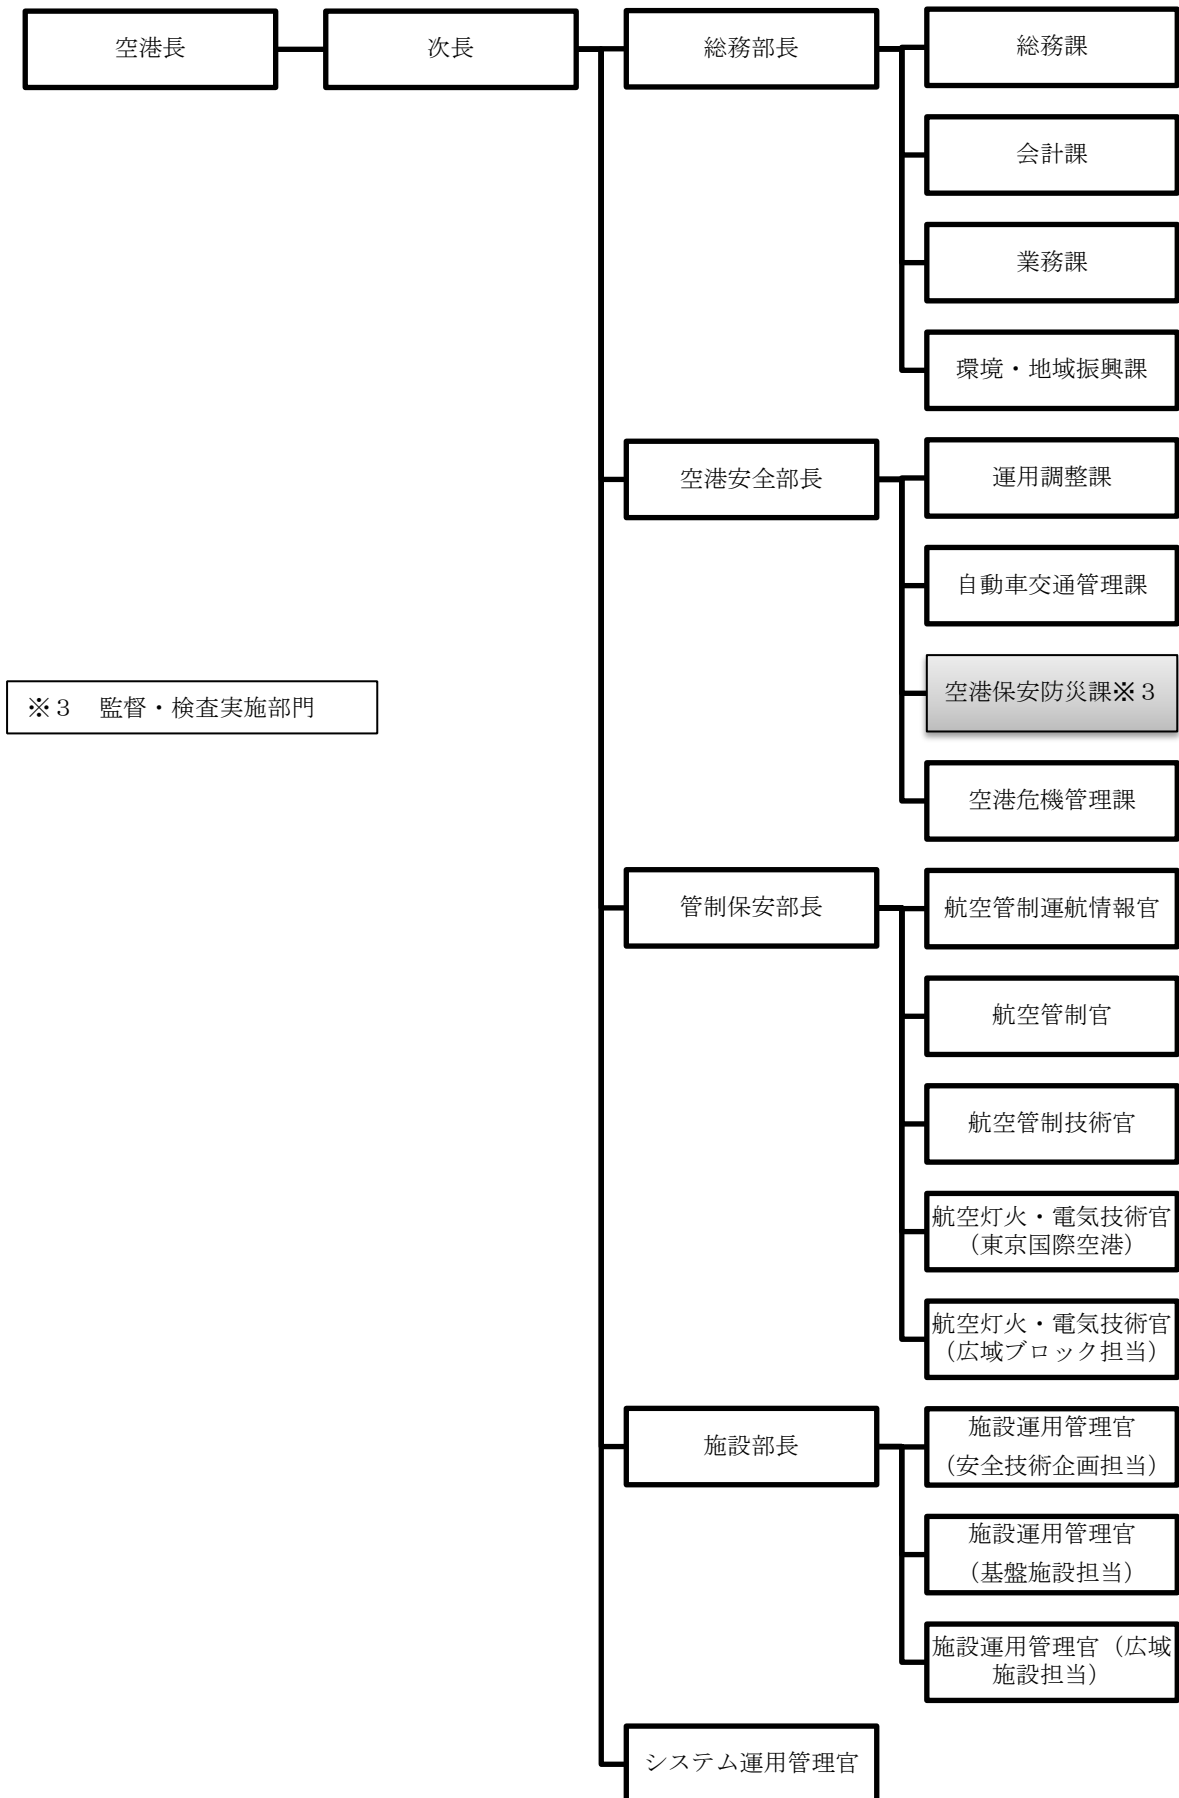 空港長
次長
総務部長
総務課
会計課
業務課
環境・地域振興課
空港安全部長
運用調整課
自動車交通管理課
※３　監督・検査実施部門
空港保安防災課※３
空港危機管理課
管制保安部長
航空管制運航情報官
航空管制官
航空管制技術官
航空灯火・電気技術官
（東京国際空港）
航空灯火・電気技術官
（広域ブロック担当）
施設部長
施設運用管理官
（安全技術企画担当）
施設運用管理官
（基盤施設担当）
施設運用管理官（広域
施設担当）
システム運用管理官